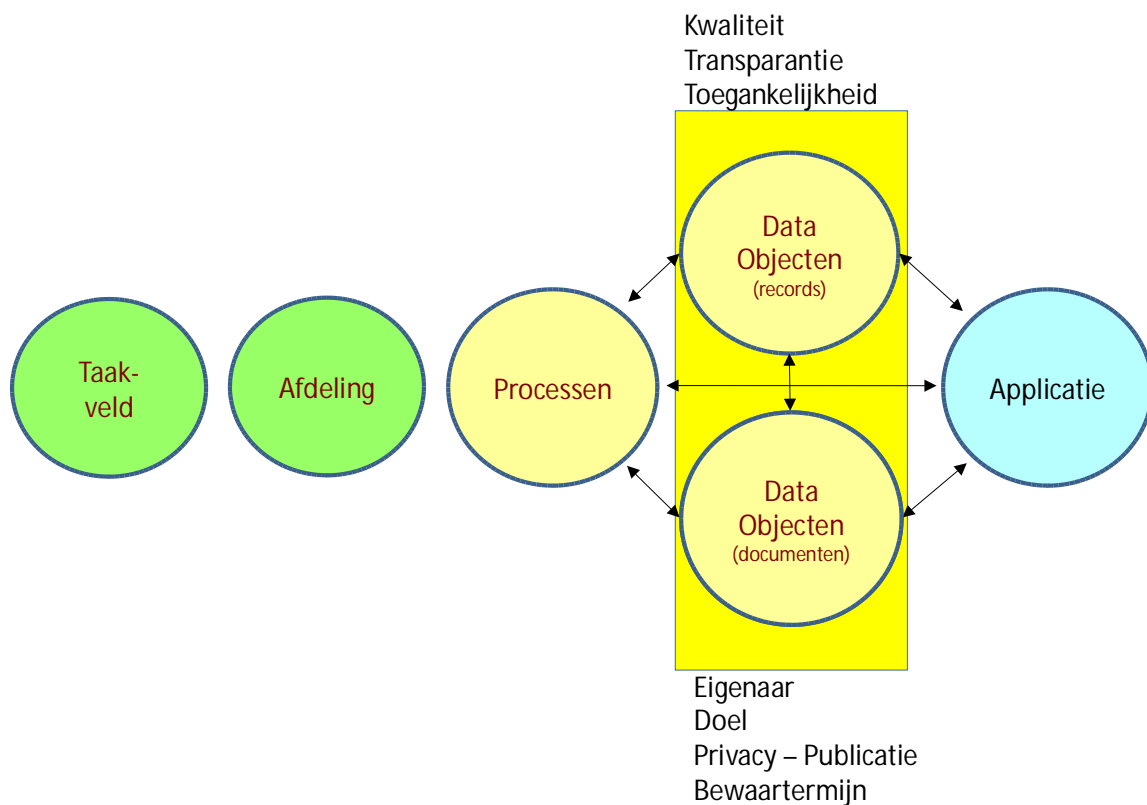 Kwaliteit
Transparantie
Toegankelijkheid
Data
Objecten
(records)
Taak-
veld
Afdeling
Processen
Applicatie
Data
Objecten
(documenten)
Eigenaar
Doel
Privacy – Publicatie
Bewaartermijn